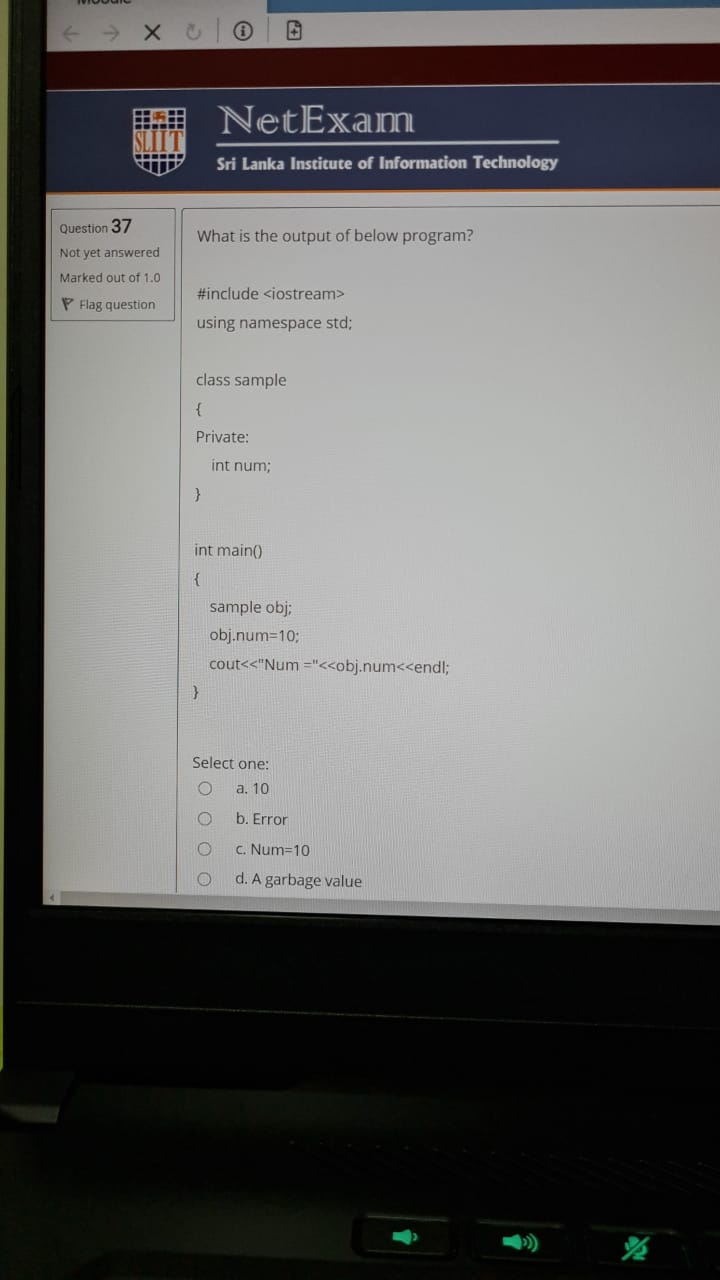 NetExam
SLIIT
Sri Lanka Institute of Information Technology
Question 37
Not yet answered
Marked out of 1.0
Flag question
What is the output of below program?
#include <iostream>
using namespace std;
class sample
{
Private:
int num;
}
int main()
{
sample obj;
obj.num=10;
cout<<"Num ="<<obj.num<<endl;
}
Select one:
a. 10
b. Error
c. Num=10
d. A garbage value